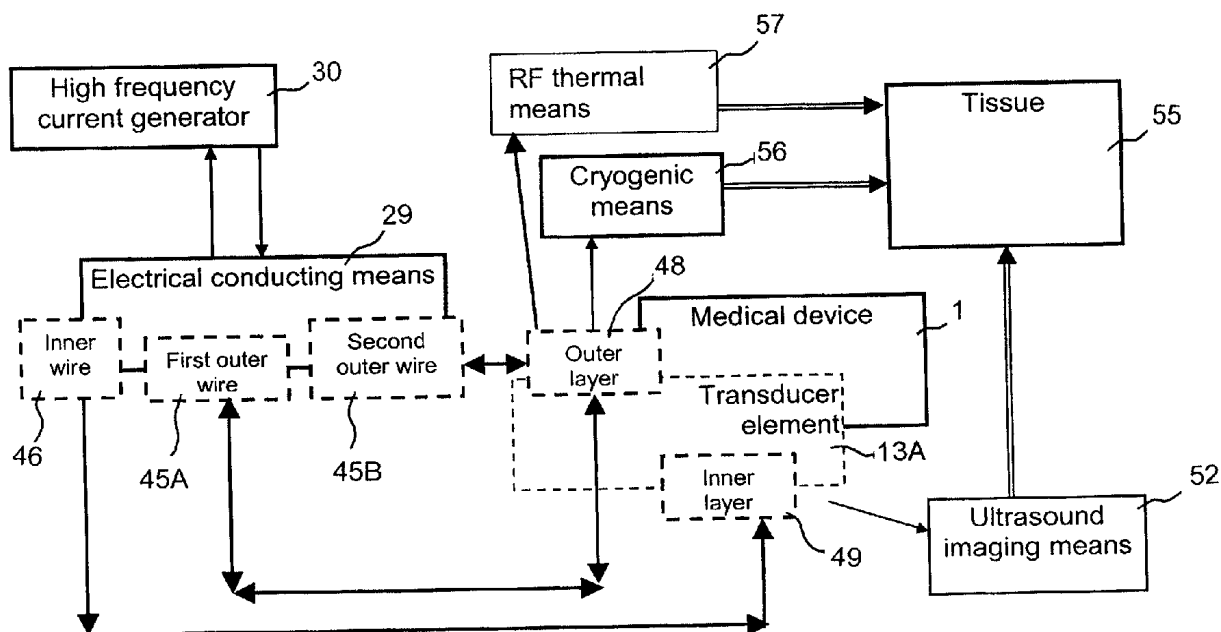 57
30
High frequency
current generator
RF thermal
means
Tissue
55
56
Cryogenic
means
29
Electrical conducting means
48
Medical device
1
Inner
wire
First outer
wire
Second
outer wire
Outer
layer
Transducer
element
46
45A
45B
13A
Inner
layer
49
52
Ultrasound
imaging means